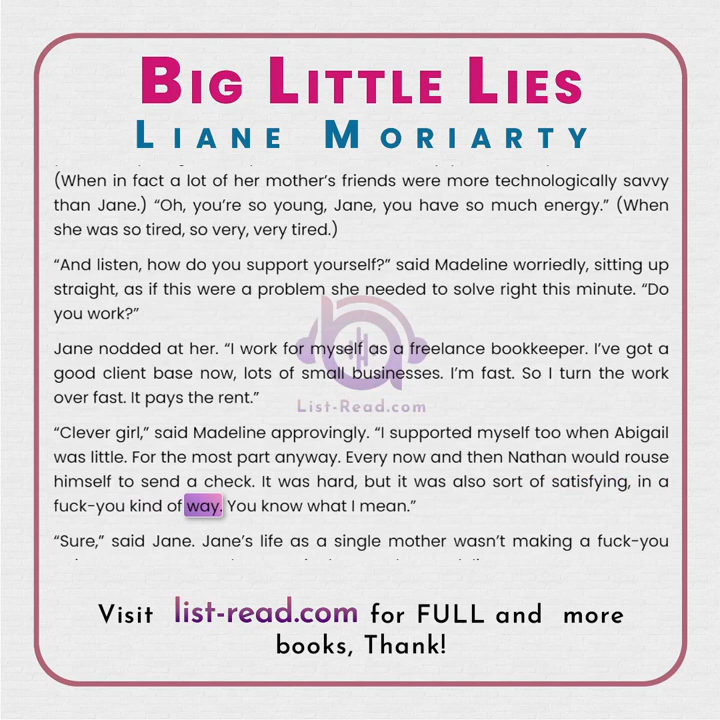 BIG LITTLE LIES
LIANE MORIARTY
(When in fact a lot of her mother’s friends were more technologically savvy
than Jane.) “Oh, you’re so young, Jane, you have so much energy.” (When
she was so tired, so very, very tired.)
“And listen, how do you support yourself?” said Madeline worriedly, sitting up
straight, as if this were a problem she needed to solve right this minute. “Do
you work?”
Jane nodded at her. “I work for myself as a freelance bookkeeper. I’ve got a
good client base now, lots of small businesses. I’m fast. So I turn the work
over fast. It pays the rent.”
List-Read.com
“Clever girl,” said Madeline approvingly. “I supported myself too when Abigail
was little. For the most part anyway. Every now and then Nathan would rouse
himself to send a check. It was hard, but it was also sort of satisfying, in a
fuck-you kind of way. You know what I mean.”
“Sure,” said Jane. Jane’s life as a single mother wasn’t making a fuck-you
Visit list-read.com for FULL and more
books, Thank!